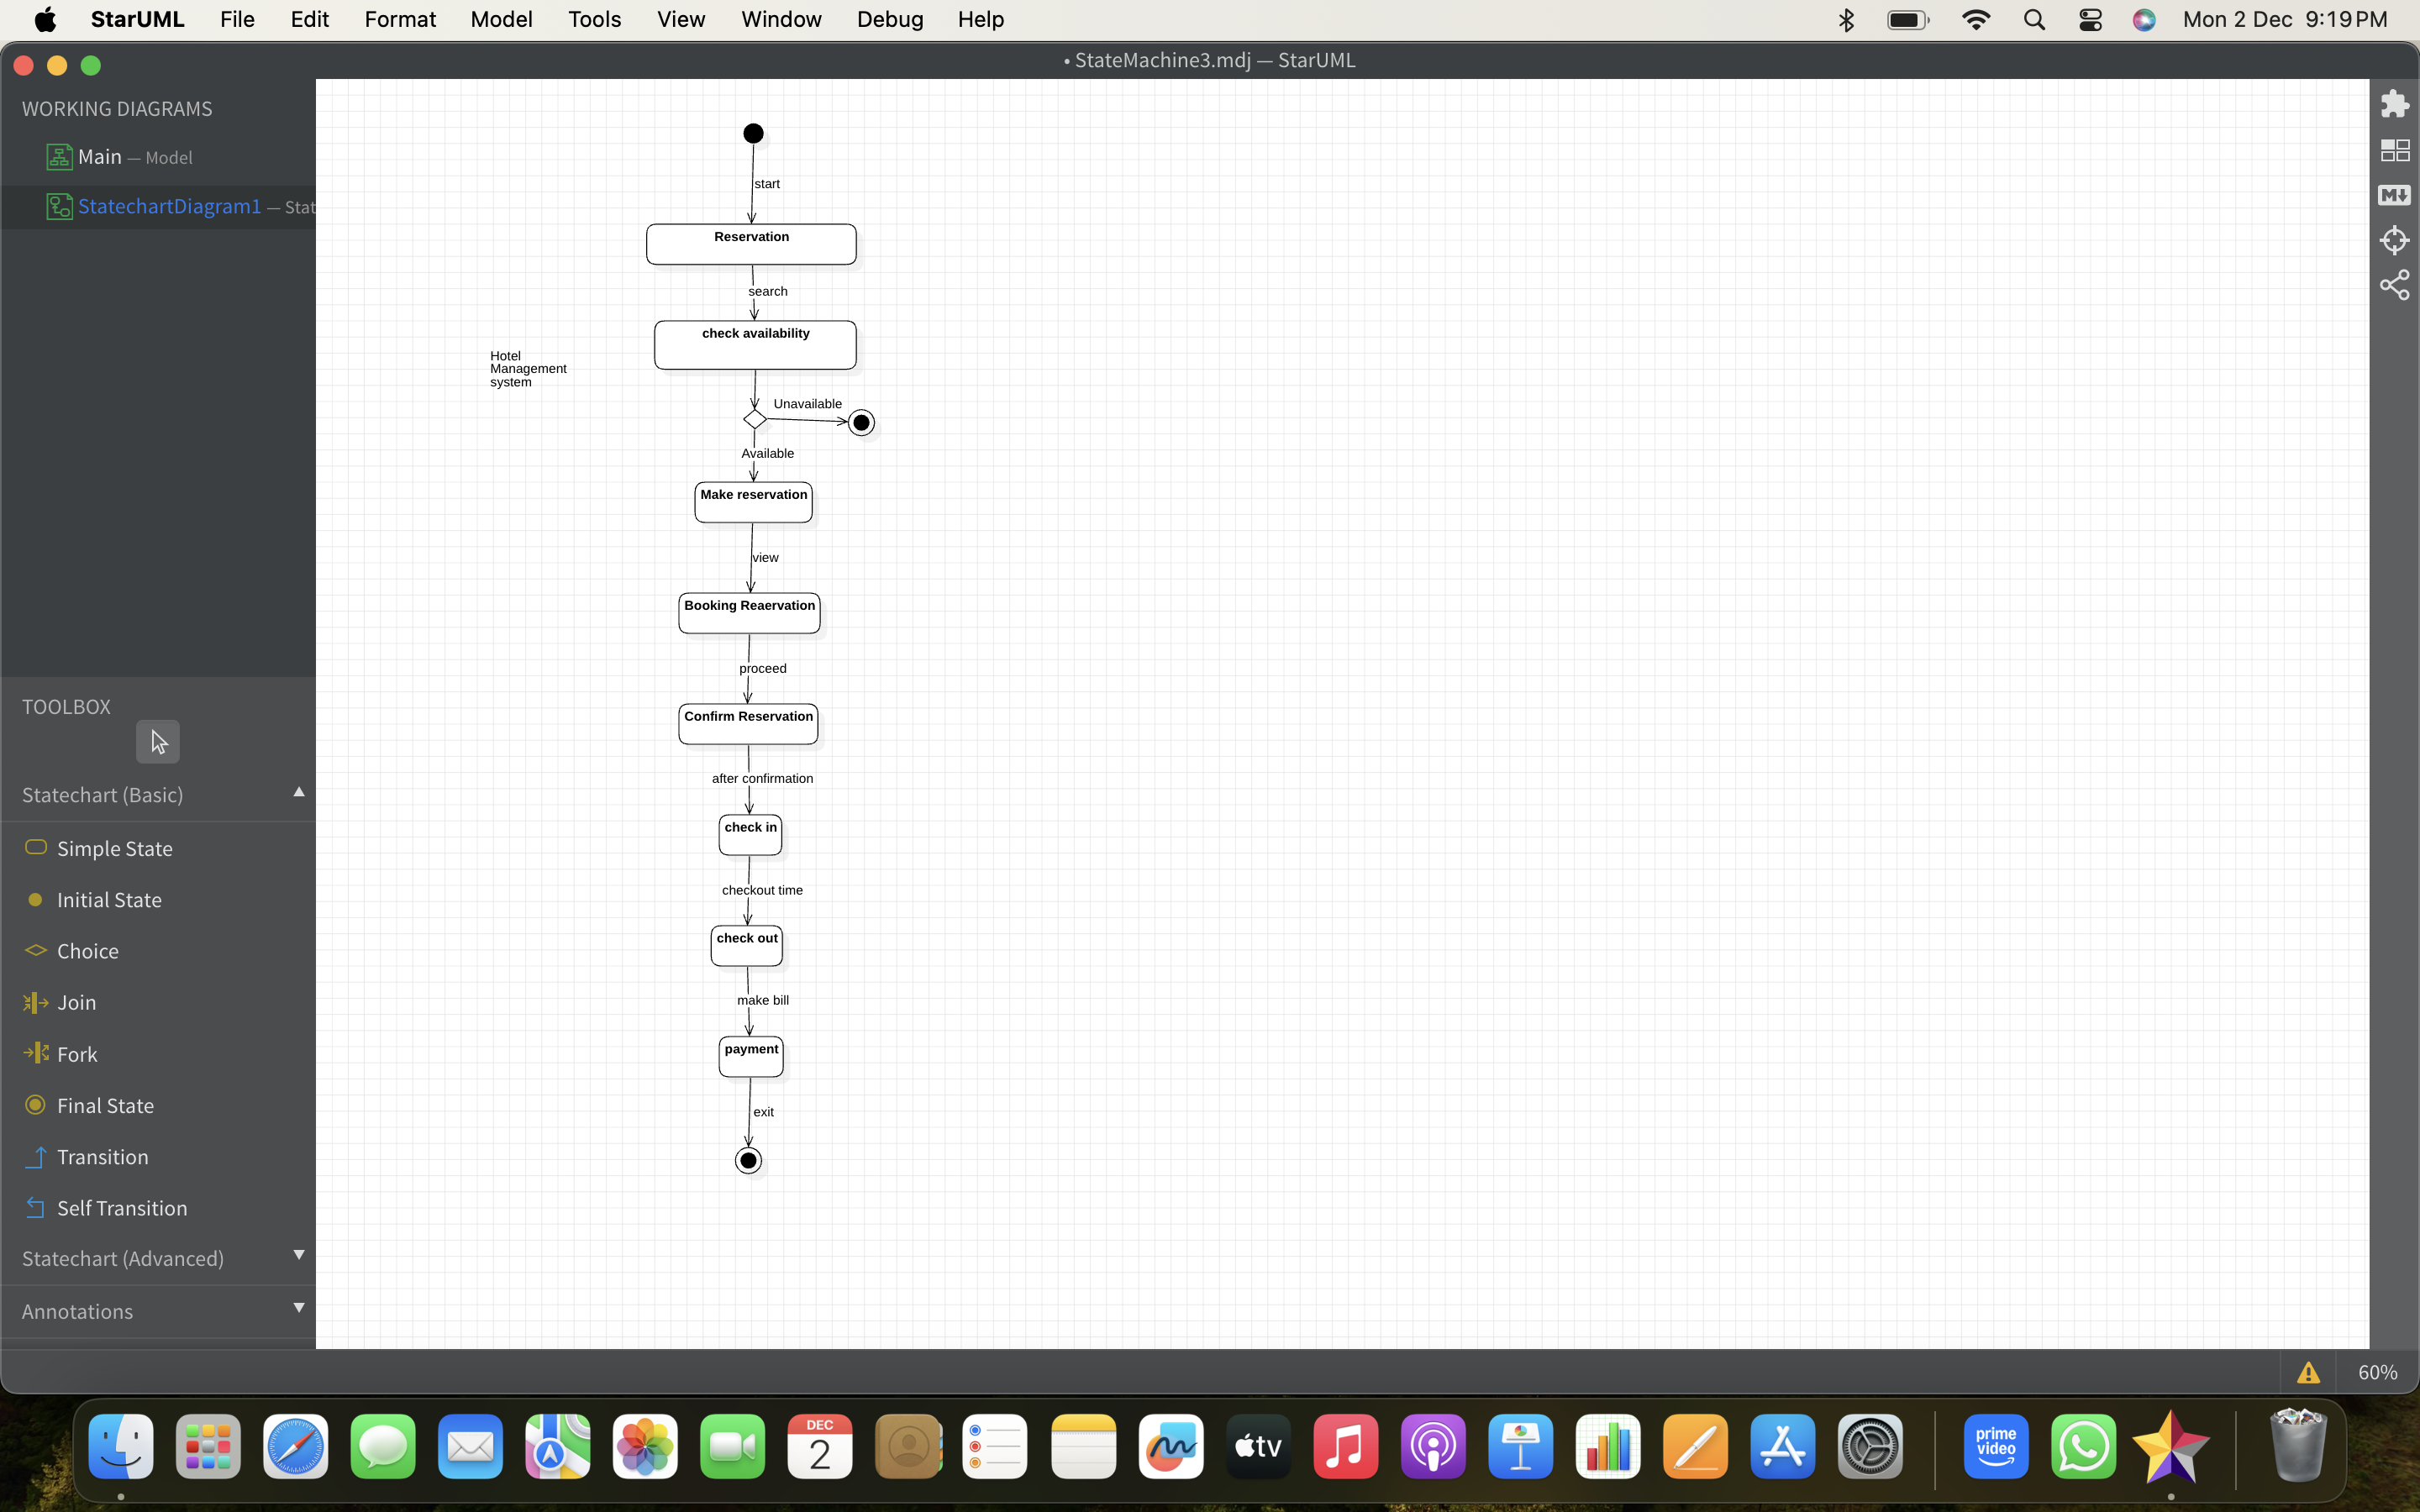 StarUML File Edit Format Model Tools View Window Debug Help Mon 2 Dec 9:19 PM
• StateMachine3.mdj — StarUML
WORKING DIAGRAMS
Main — Model
StatechartDiagram1 — Stat
TOOLBOX
Statechart (Basic)
Simple State
Initial State
Choice
Join
Fork
Final State
Transition
Self Transition
Statechart (Advanced)
Annotations
start
Reservation
search
check availability
Hotel
Management
system
Unavailable
Available
Make reservation
view
Booking Reaervation
proceed
Confirm Reservation
after confirmation
check in
checkout time
check out
make bill
payment
exit
M
60%
DEC
2
tv
prime
video